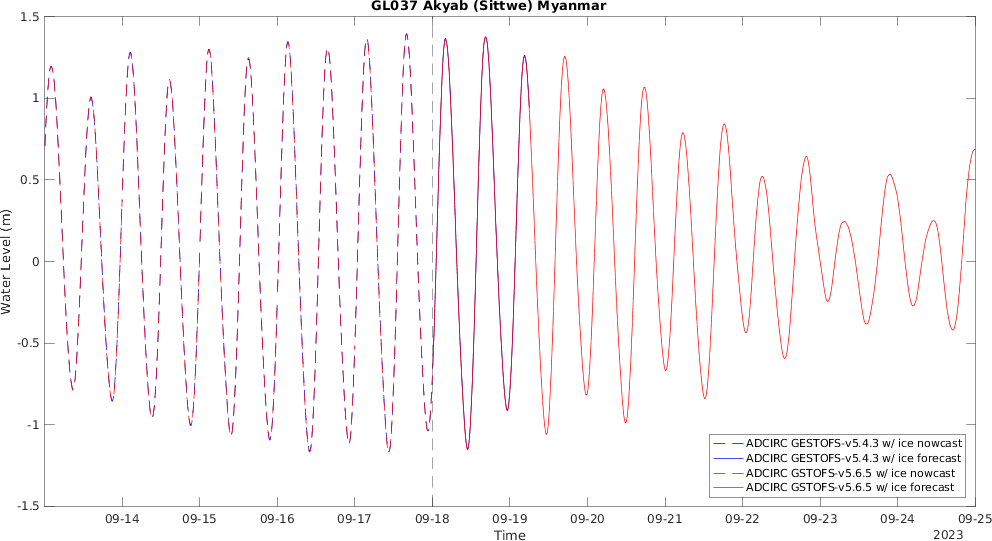 GL037 Akyab (Sittwe) Myanmar
1.5
1
0.5
0
-0.5
-1
-1.5
Water Level (m)
09-14 09-15 09-16 09-17 09-18 09-19 09-20 09-21 09-22 09-23 09-24 09-25
Time
2023
ADCIRC GESTOFS-v5.4.3 w/ ice nowcast
ADCIRC GESTOFS-v5.4.3 w/ ice forecast
ADCIRC GSTOFS-v5.6.5 w/ ice nowcast
ADCIRC GSTOFS-v5.6.5 w/ ice forecast